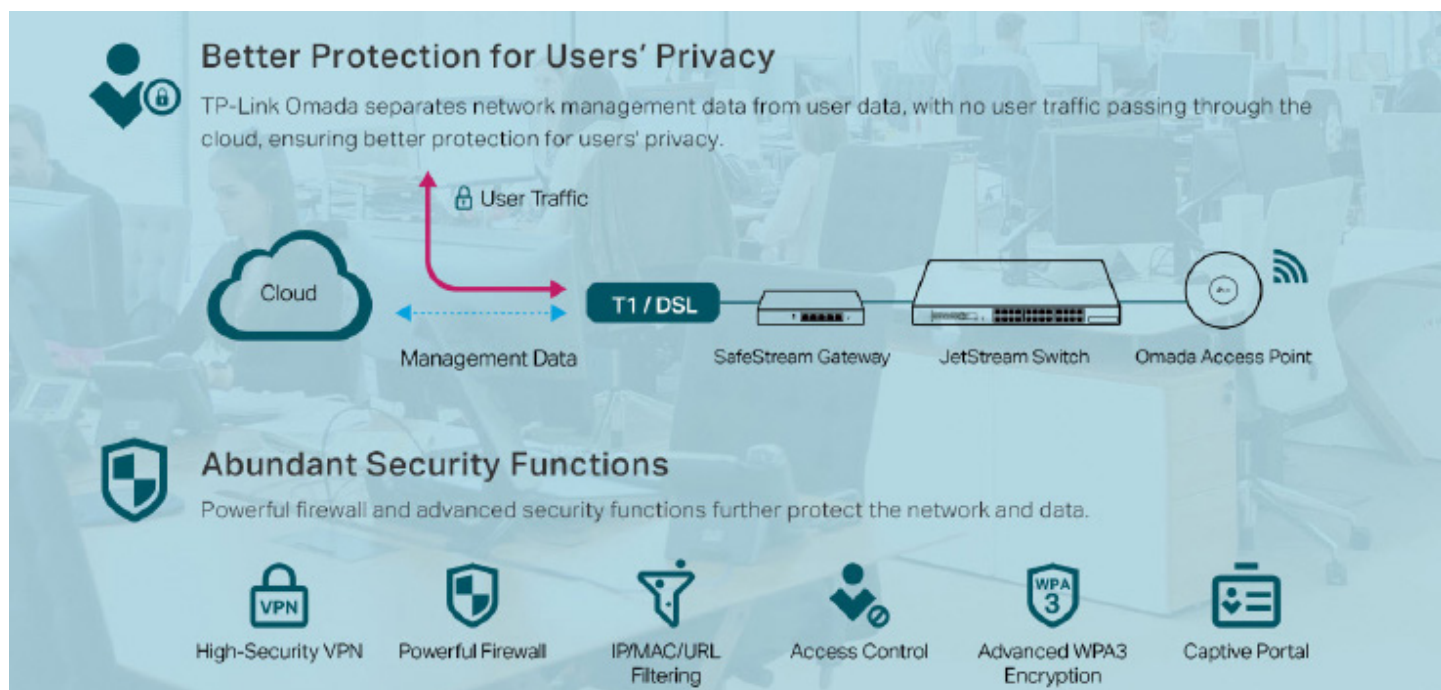 Better Protection for Users' Privacy
TP-Link Omada separates network management data from user data, with no user traffic passing through the
cloud, ensuring better protection for users' privacy.
User Traffic
Cloud
T1 / DSL
Management Data
SafeStream Gateway
JetStream Switch
Omada Access Point
Abundant Security Functions
Powerful firewall and advanced security functions further protect the network and data.
VPN
WPA
3
High-Security VPN
Powerful Firewall
IP/MAC/URL
Filtering
Access Control
Advanced WPA3
Encryption
Captive Portal